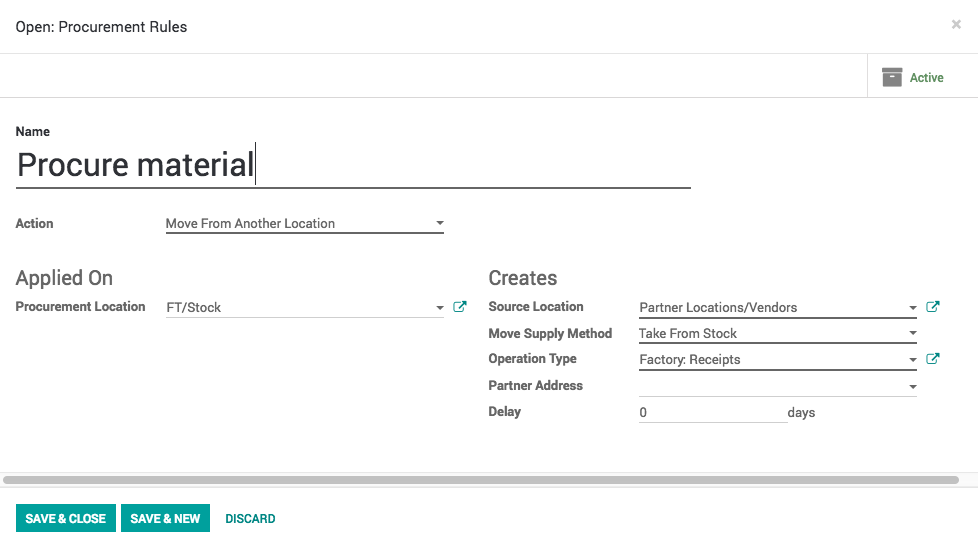 Open: Procurement Rules
×
Active
Name
Procure material
Action Move From Another Location
Applied On
Procurement Location FT/Stock
Creates
Source Location Partner Locations/Vendors
Move Supply Method Take From Stock
Operation Type Factory: Receipts
Partner Address
Delay 0 days
SAVE & CLOSE SAVE & NEW DISCARD